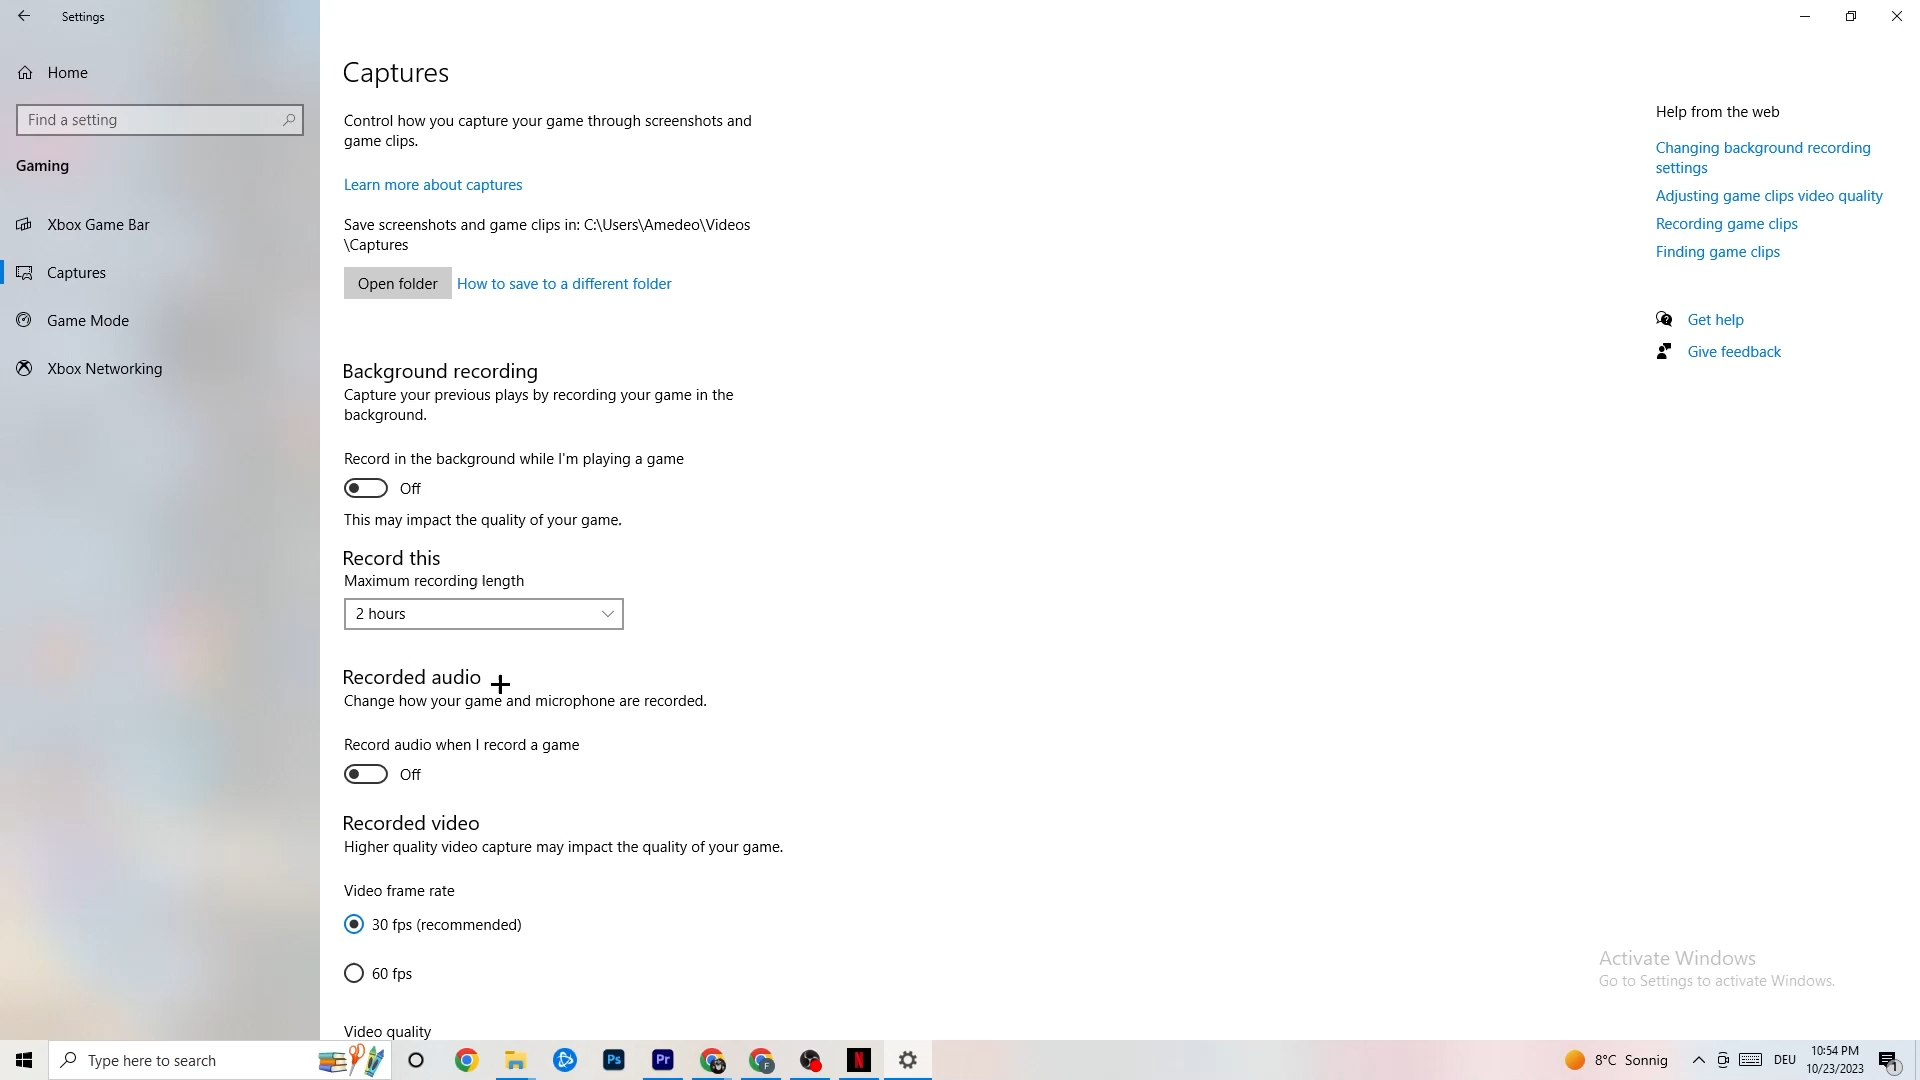 Settings
Home
Find a setting
Gaming
Xbox Game Bar
Captures
Game Mode
Xbox Networking
Captures
Control how you capture your game through screenshots and
game clips.
Learn more about captures
Save screenshots and game clips in: C:\Users\Amedeo\Videos
\Captures
Open folder
How to save to a different folder
Background recording
Capture your previous plays by recording your game in the
background.
Record in the background while I'm playing a game
Off
This may impact the quality of your game.
Record this
Maximum recording length
2 hours
Recorded audio
Change how your game and microphone are recorded.
Record audio when I record a game
Off
Recorded video
Higher quality video capture may impact the quality of your game.
Video frame rate
30 fps (recommended)
60 fps
Video quality
Help from the web
Changing background recording
settings
Adjusting game clips video quality
Recording game clips
Finding game clips
Get help
Give feedback
Activate Windows
Go to Settings to activate Windows.
Type here to search
Ps
Pr
F
N
8°C Sonnig
DEU
10:54 PM
10/23/2023
1